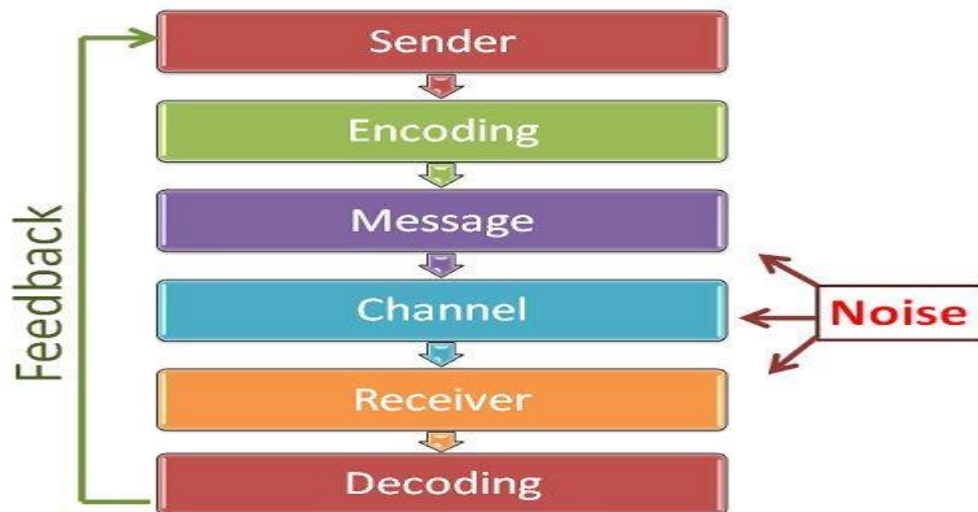 Sender
Encoding
Message
Channel
Receiver
Decoding
Feedback
Noise